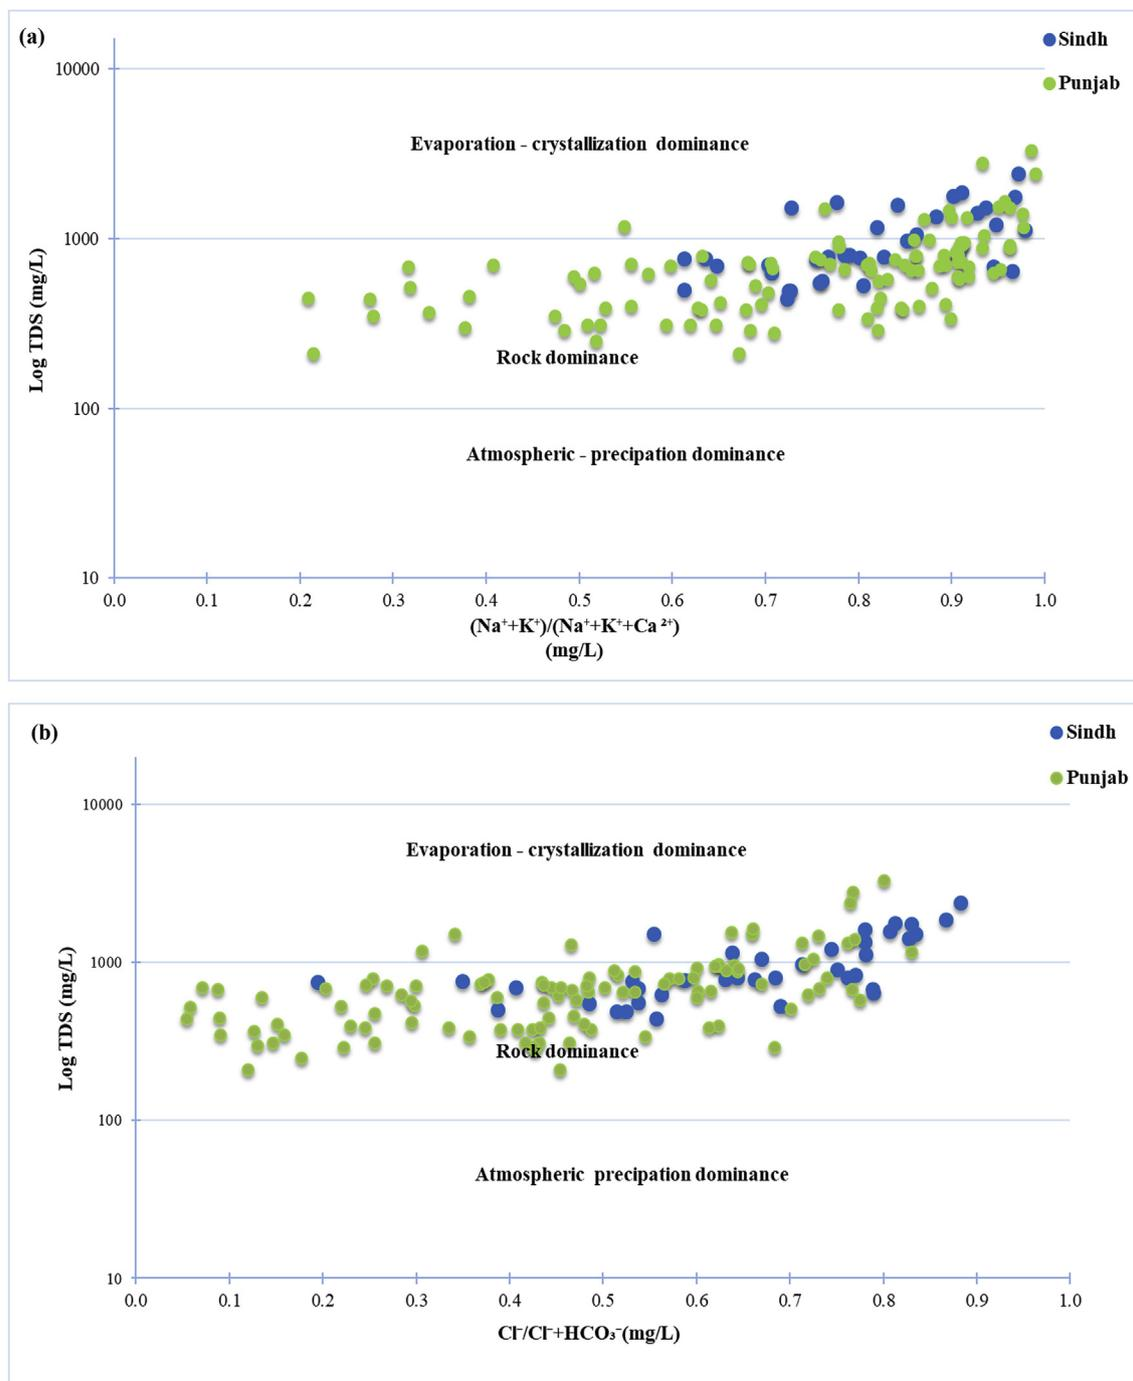 (a)
Sindh
Punjab
10000
1000
100
10
Log TDS (mg/L)
Evaporation - crystallization dominance
Rock dominance
Atmospheric - precipation dominance
0.0 0.1 0.2 0.3 0.4 0.5 0.6 0.7 0.8 0.9 1.0
(Na⁺+K⁺)/(Na⁺+K⁺+Ca ²⁺)
(mg/L)
(b)
Sindh
Punjab
10000
1000
100
10
Log TDS (mg/L)
Evaporation - crystallization dominance
Rock dominance
Atmospheric precipation dominance
0.0 0.1 0.2 0.3 0.4 0.5 0.6 0.7 0.8 0.9 1.0
Cl⁻/Cl⁻+HCO₃⁻(mg/L)